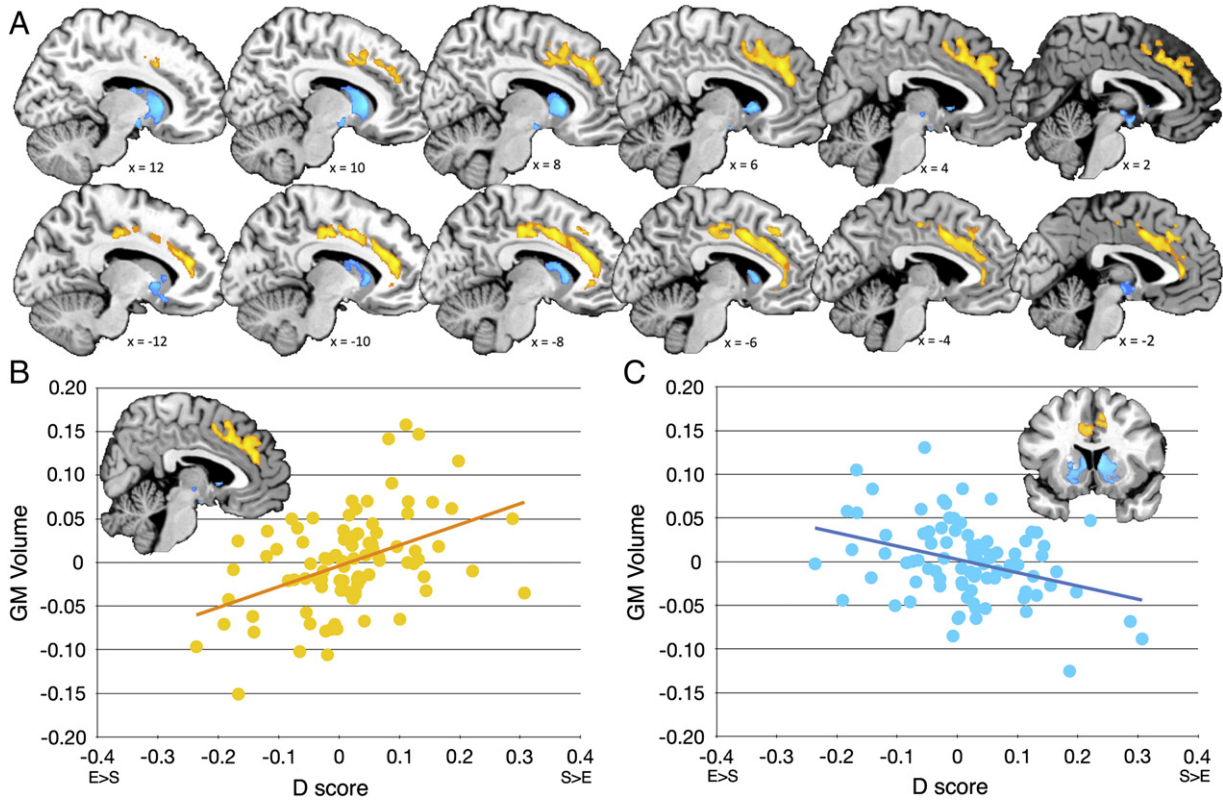 A
x = 12 x = 10 x = 8 x = 6 x = 4 x = 2
x = -12 x = -10 x = -8 x = -6 x = -4 x = -2
B
0.20
0.15
0.10
0.05
0
-0.05
-0.10
-0.15
-0.20
GM Volume
-0.4 -0.3 -0.2 -0.1 0 0.1 0.2 0.3 0.4
E>S S>E
D score
C
0.20
0.15
0.10
0.05
0
-0.05
-0.10
-0.15
-0.20
GM Volume
-0.4 -0.3 -0.2 -0.1 0 0.1 0.2 0.3 0.4
E>S S>E
D score